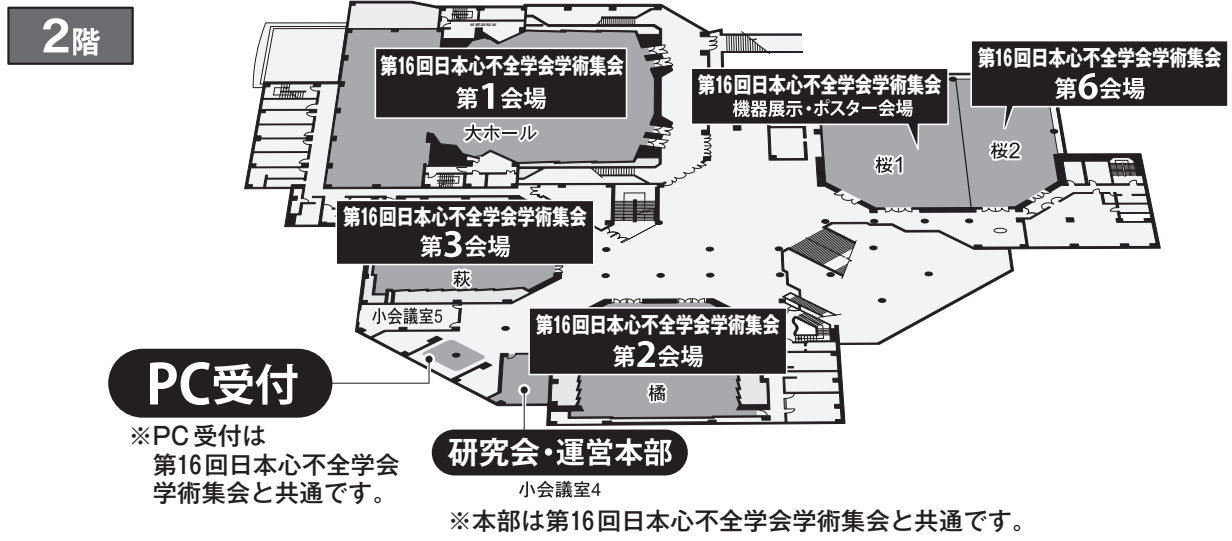 2階
第16回日本心不全学会学術集会
第1会場
大ホール
第16回日本心不全学会学術集会
機器展示・ポスター会場
桜1
第16回日本心不全学会学術集会
第6会場
桜2
第16回日本心不全学会学術集会
第3会場
萩
小会議室5
第16回日本心不全学会学術集会
第2会場
橘
PC受付
※PC受付は
第16回日本心不全学会
学術集会と共通です。
研究会・運営本部
小会議室4
※本部は第16回日本心不全学会学術集会と共通です。